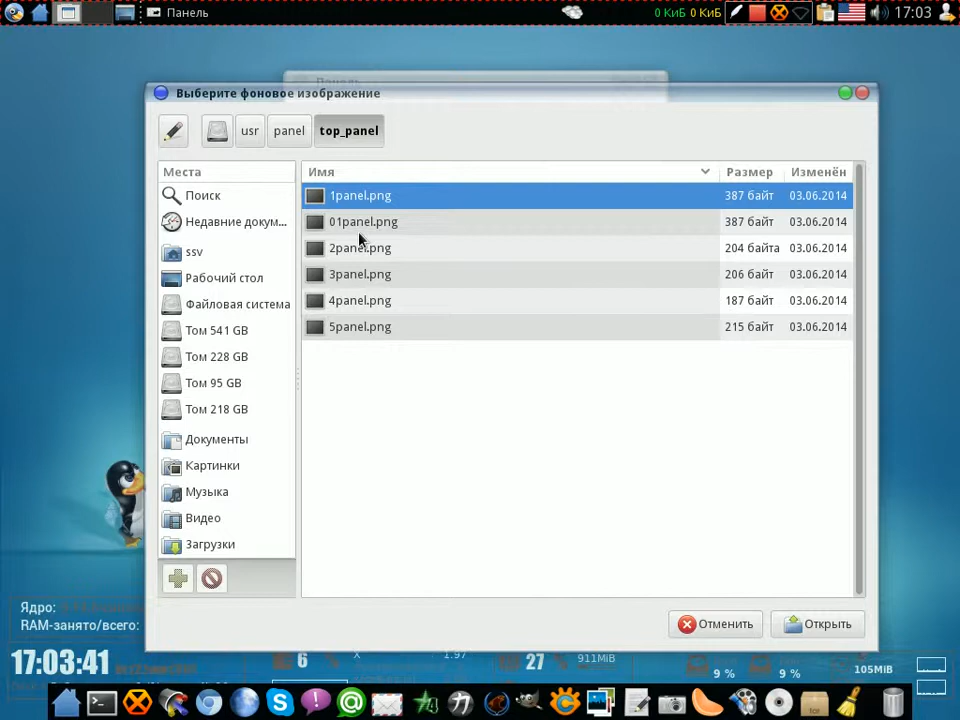 Панель 0 КиБ 0 КиБ 17:03
Выберите фоновое изображение
usr panel top_panel
Места Имя Размер Изменён
Поиск 1panel.png 387 байт 03.06.2014
Недавние докум... 01panel.png 387 байт 03.06.2014
ssv 2panel.png 204 байта 03.06.2014
Рабочий стол 3panel.png 206 байт 03.06.2014
Файловая система 4panel.png 187 байт 03.06.2014
Том 541 GB 5panel.png 215 байт 03.06.2014
Том 228 GB
Том 95 GB
Том 218 GB
Документы
Картинки
Музыка
Видео
Загрузки
Отменить Открыть
Ядро:
RAM-занято/всего:
17:03:41 6 1.97 27 911MiB 9 % 9 % 105MiB